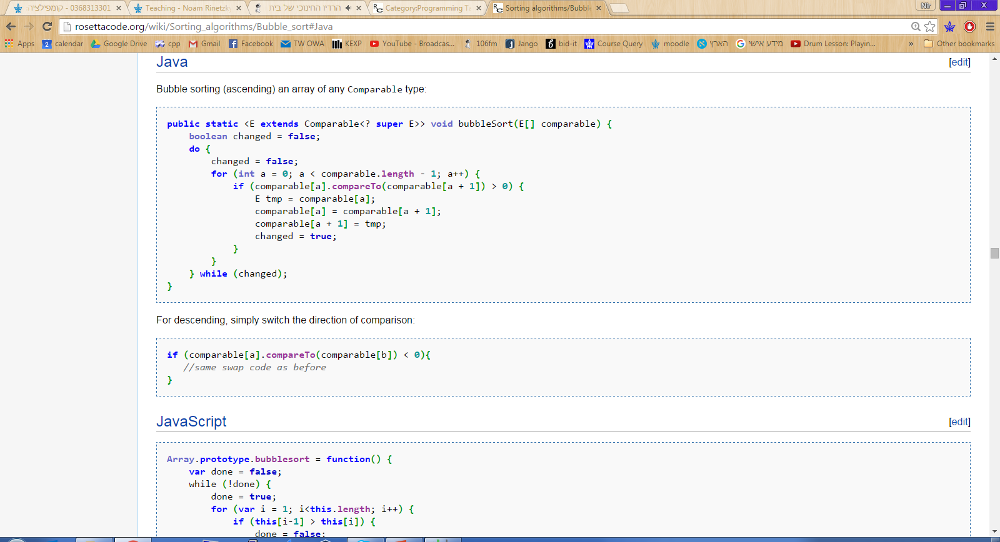 0368313301 - קומפילציה
Teaching - Noam Rinetzk
הרדיו החינוכי של בית
Category:Programming Ta
Sorting algorithms/Bubbl
Nir
rosettacode.org/wiki/Sorting_algorithms/Bubble_sort#Java
Apps 2 calendar Google Drive cpp Gmail Facebook TW OWA KEXP YouTube - Broadcas... 106fm Jango bid-it Course Query moodle הארץ מידע אישי Drum Lesson: Playin... » Other bookmarks
Java [edit]
Bubble sorting (ascending) an array of any Comparable type:
public static <E extends Comparable<? super E>> void bubbleSort(E[] comparable) {
    boolean changed = false;
    do {
        changed = false;
        for (int a = 0; a < comparable.length - 1; a++) {
            if (comparable[a].compareTo(comparable[a + 1]) > 0) {
                E tmp = comparable[a];
                comparable[a] = comparable[a + 1];
                comparable[a + 1] = tmp;
                changed = true;
            }
        }
    } while (changed);
}
For descending, simply switch the direction of comparison:
if (comparable[a].compareTo(comparable[b]) < 0){
   //same swap code as before
}
JavaScript [edit]
Array.prototype.bubblesort = function() {
    var done = false;
    while (!done) {
        done = true;
        for (var i = 1; i<this.length; i++) {
            if (this[i-1] > this[i]) {
                done = false;